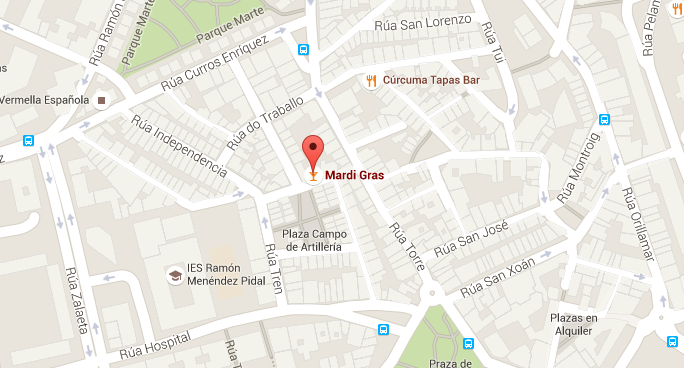 Rúa San Lorenzo
Rúa Pelam
Rúa Ramón
Parque Marte
Parque Marte
Rúa Tui
Rúa Curros Enríquez
Cúrcuma Tapas Bar
Vermella Española
Rúa do Traballo
Rúa Independencia
Rúa Montroig
Mardi Gras
Rúa Orillamar
Plaza Campo
de Artillería
Rúa Torre
Rúa San José
IES Ramón
Menéndez Pidal
Rúa Tren
Rúa San Xoán
Rúa Zalaeta
Plazas en
Alquiler
Rúa Hospital
Rúa T
Praza de